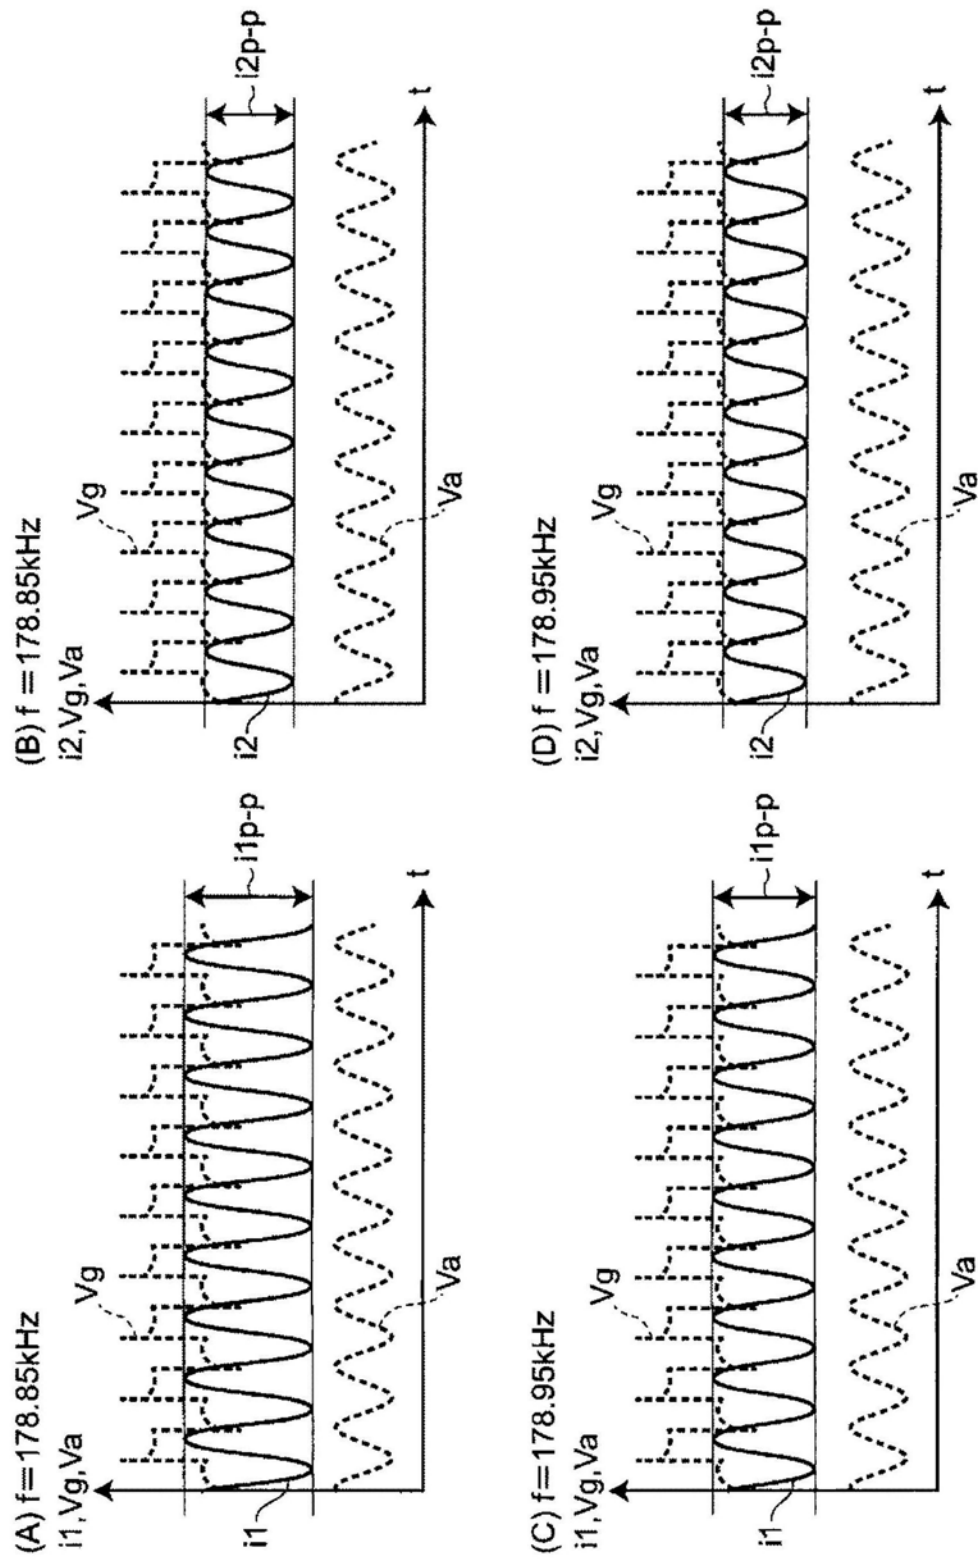 (A) f=178.85kHz
i1,Vg,Va
Vg
i1p-p
i1
Va
t
(B) f=178.85kHz
i2,Vg,Va
Vg
i2p-p
i2
Va
t
(C) f=178.95kHz
i1,Vg,Va
Vg
i1p-p
i1
Va
t
(D) f=178.95kHz
i2,Vg,Va
Vg
i2p-p
i2
Va
t